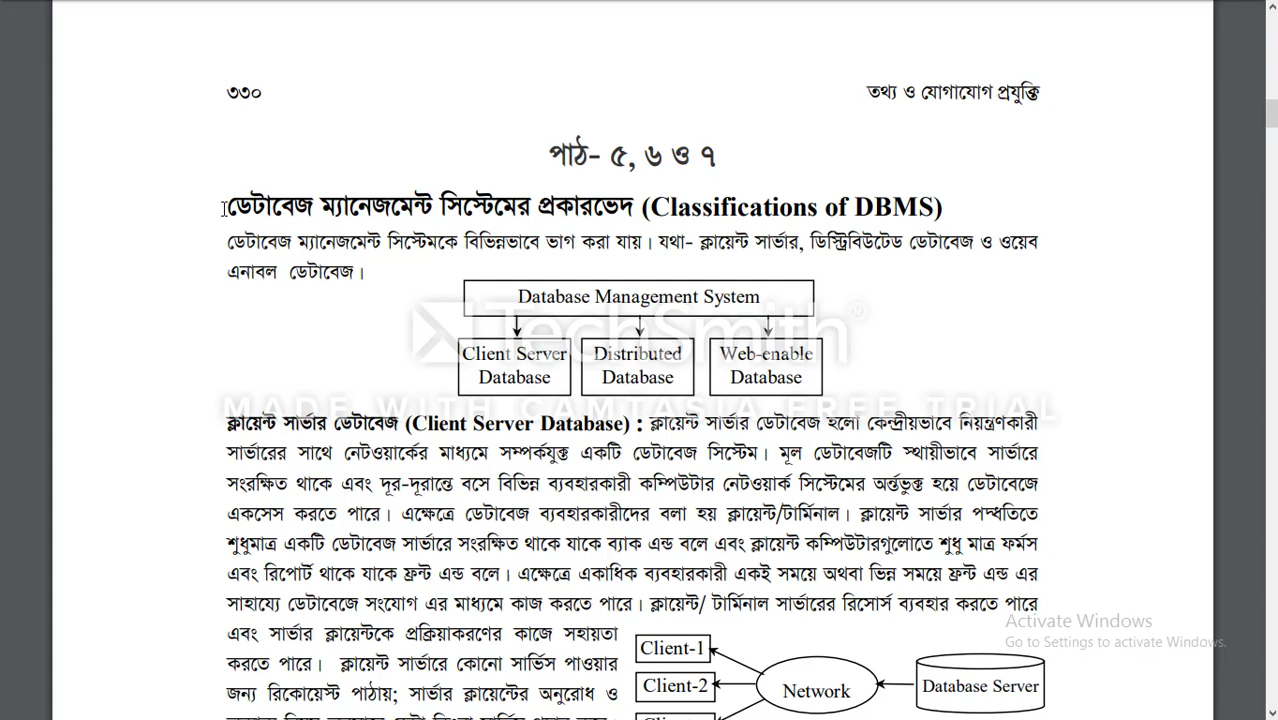 ৩৩০
তথ্য ও যোগাযোগ প্রযুক্তি
পাঠ- ৫, ৬ ও ৭
ডেটাবেজ ম্যানেজমেন্ট সিস্টেমের প্রকারভেদ (Classifications of DBMS)
ডেটাবেজ ম্যানেজমেন্ট সিস্টেমকে বিভিন্নভাবে ভাগ করা যায়। যথা- ক্লায়েন্ট সার্ভার, ডিস্ট্রিবিউটেড ডেটাবেজ ও ওয়েব
এনাবল ডেটাবেজ।
Database Management System
TechSmith®
Client Server
Database
Distributed
Database
Web-enable
Database
MADE WITH CAMTASIA FREE TRIAL
ক্লায়েন্ট সার্ভার ডেটাবেজ (Client Server Database) : ক্লায়েন্ট সার্ভার ডেটাবেজ হলো কেন্দ্রীয়ভাবে নিয়ন্ত্রণকারী
সার্ভারের সাথে নেটওয়ার্কের মাধ্যমে সম্পর্কযুক্ত একটি ডেটাবেজ সিস্টেম। মূল ডেটাবেজটি স্থায়ীভাবে সার্ভারে
সংরক্ষিত থাকে এবং দূর-দূরান্তে বসে বিভিন্ন ব্যবহারকারী কম্পিউটার নেটওয়ার্ক সিস্টেমের অর্ন্তভুক্ত হয়ে ডেটাবেজে
একসেস করতে পারে। এক্ষেত্রে ডেটাবেজ ব্যবহারকারীদের বলা হয় ক্লায়েন্ট/টার্মিনাল। ক্লায়েন্ট সার্ভার পদ্ধতিতে
শুধুমাত্র একটি ডেটাবেজ সার্ভারে সংরক্ষিত থাকে যাকে ব্যাক এন্ড বলে এবং ক্লায়েন্ট কম্পিউটারগুলোতে শুধু মাত্র ফর্মস
এবং রিপোর্ট থাকে যাকে ফ্রন্ট এন্ড বলে। এক্ষেত্রে একাধিক ব্যবহারকারী একই সময়ে অথবা ভিন্ন সময়ে ফ্রন্ট এন্ড এর
সাহায্যে ডেটাবেজে সংযোগ এর মাধ্যমে কাজ করতে পারে। ক্লায়েন্ট/ টার্মিনাল সার্ভারের রিসোর্স ব্যবহার করতে পারে
এবং সার্ভার ক্লায়েন্টকে প্রক্রিয়াকরণের কাজে সহায়তা
করতে পারে। ক্লায়েন্ট সার্ভারে কোনো সার্ভিস পাওয়ার
জন্য রিকোয়েস্ট পাঠায়; সার্ভার ক্লায়েন্টের অনুরোধ ও
Client-1
Client-2
Network
Database Server
Activate Windows
Go to Settings to activate Windows.